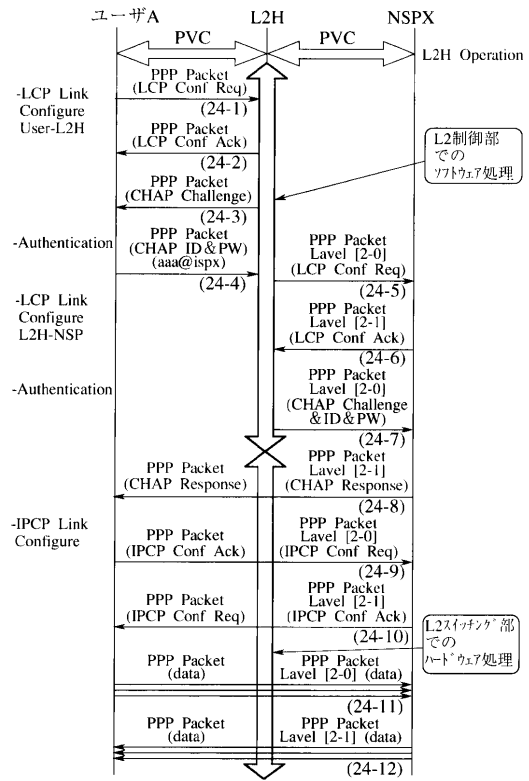 ユーザA L2H NSPX
PVC PVC L2H Operation
PPP Packet
(LCP Conf Req)
(24-1)
-LCP Link
Configure
User-L2H
PPP Packet
(LCP Conf Ack)
(24-2)
L2制御部
での
ソフトウェア処理
PPP Packet
(CHAP Challenge)
(24-3)
-Authentication
PPP Packet
(CHAP ID&PW)
(aaa@ispx)
(24-4)
PPP Packet
Lavel [2-0]
(LCP Conf Req)
(24-5)
-LCP Link
Configure
L2H-NSP
PPP Packet
Lavel [2-1]
(LCP Conf Ack)
(24-6)
-Authentication
PPP Packet
Lavel [2-0]
(CHAP Challenge
&ID&PW)
(24-7)
PPP Packet
(CHAP Response)
PPP Packet
Lavel [2-1]
(CHAP Response)
(24-8)
-IPCP Link
Configure
PPP Packet
(IPCP Conf Ack)
PPP Packet
Lavel [2-0]
(IPCP Conf Req)
(24-9)
PPP Packet
(IPCP Conf Req)
PPP Packet
Lavel [2-1]
(IPCP Conf Ack)
(24-10)
L2スイッチング部
での
ハードウェア処理
PPP Packet
(data)
PPP Packet
Lavel [2-0] (data)
(24-11)
PPP Packet
(data)
PPP Packet
Lavel [2-1] (data)
(24-12)